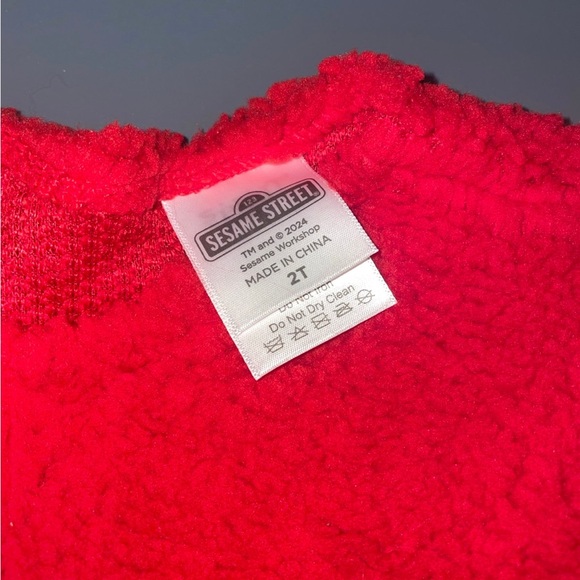 123
SESAME STREET
TM and © 2024
Sesame Workshop
MADE IN CHINA
2T
Do Not Iron
Do Not Dry Clean